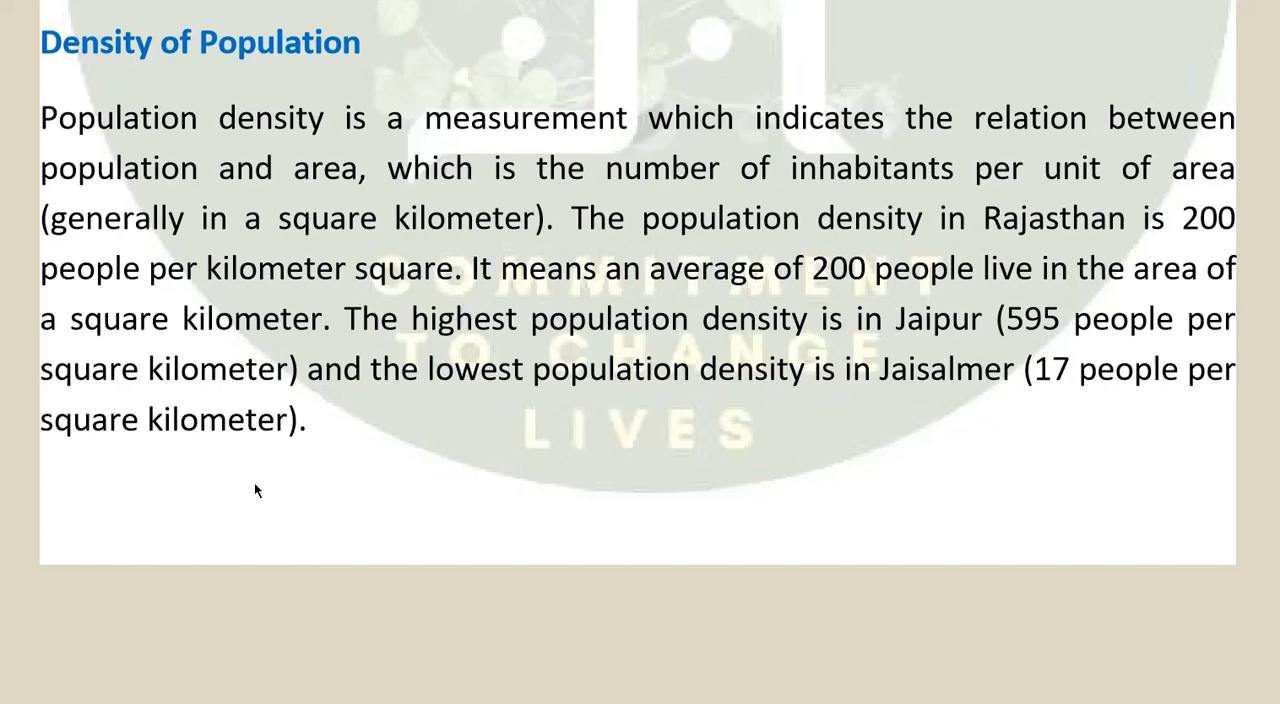 Density of Population
Population density is a measurement which indicates the relation between
population and area, which is the number of inhabitants per unit of area
(generally in a square kilometer). The population density in Rajasthan is 200
people per kilometer square. It means an average of 200 people live in the area of
a square kilometer. The highest population density is in Jaipur (595 people per
square kilometer) and the lowest population density is in Jaisalmer (17 people per
square kilometer).
COMMITMENT
TO CHANGE
LIVES